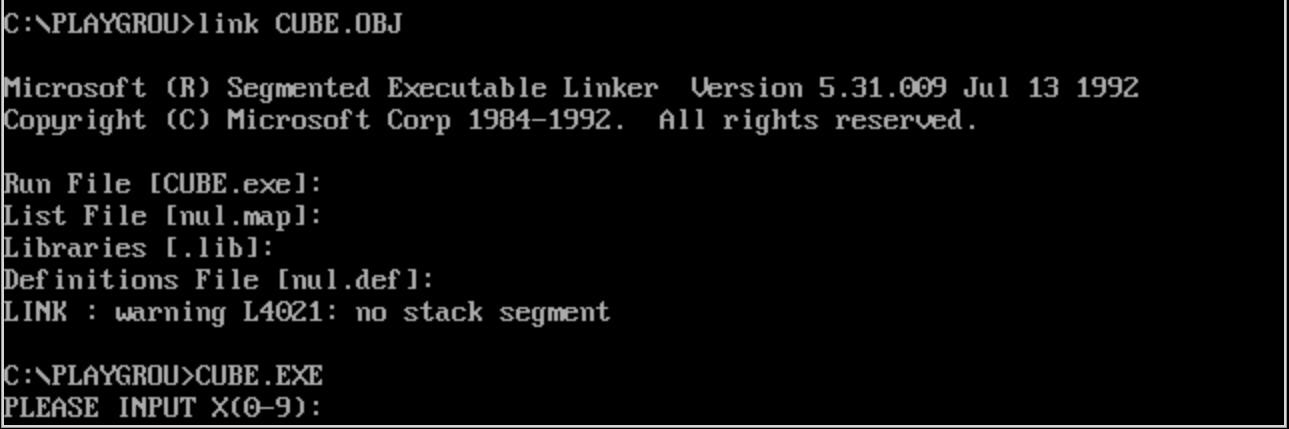 C:\PLAYGROU>link CUBE.OBJ
Microsoft (R) Segmented Executable Linker  Version 5.31.009 Jul 13 1992
Copyright (C) Microsoft Corp 1984-1992.  All rights reserved.
Run File [CUBE.exe]:
List File [nul.map]:
Libraries [.lib]:
Definitions File [nul.def]:
LINK : warning L4021: no stack segment
C:\PLAYGROU>CUBE.EXE
PLEASE INPUT X(0-9):